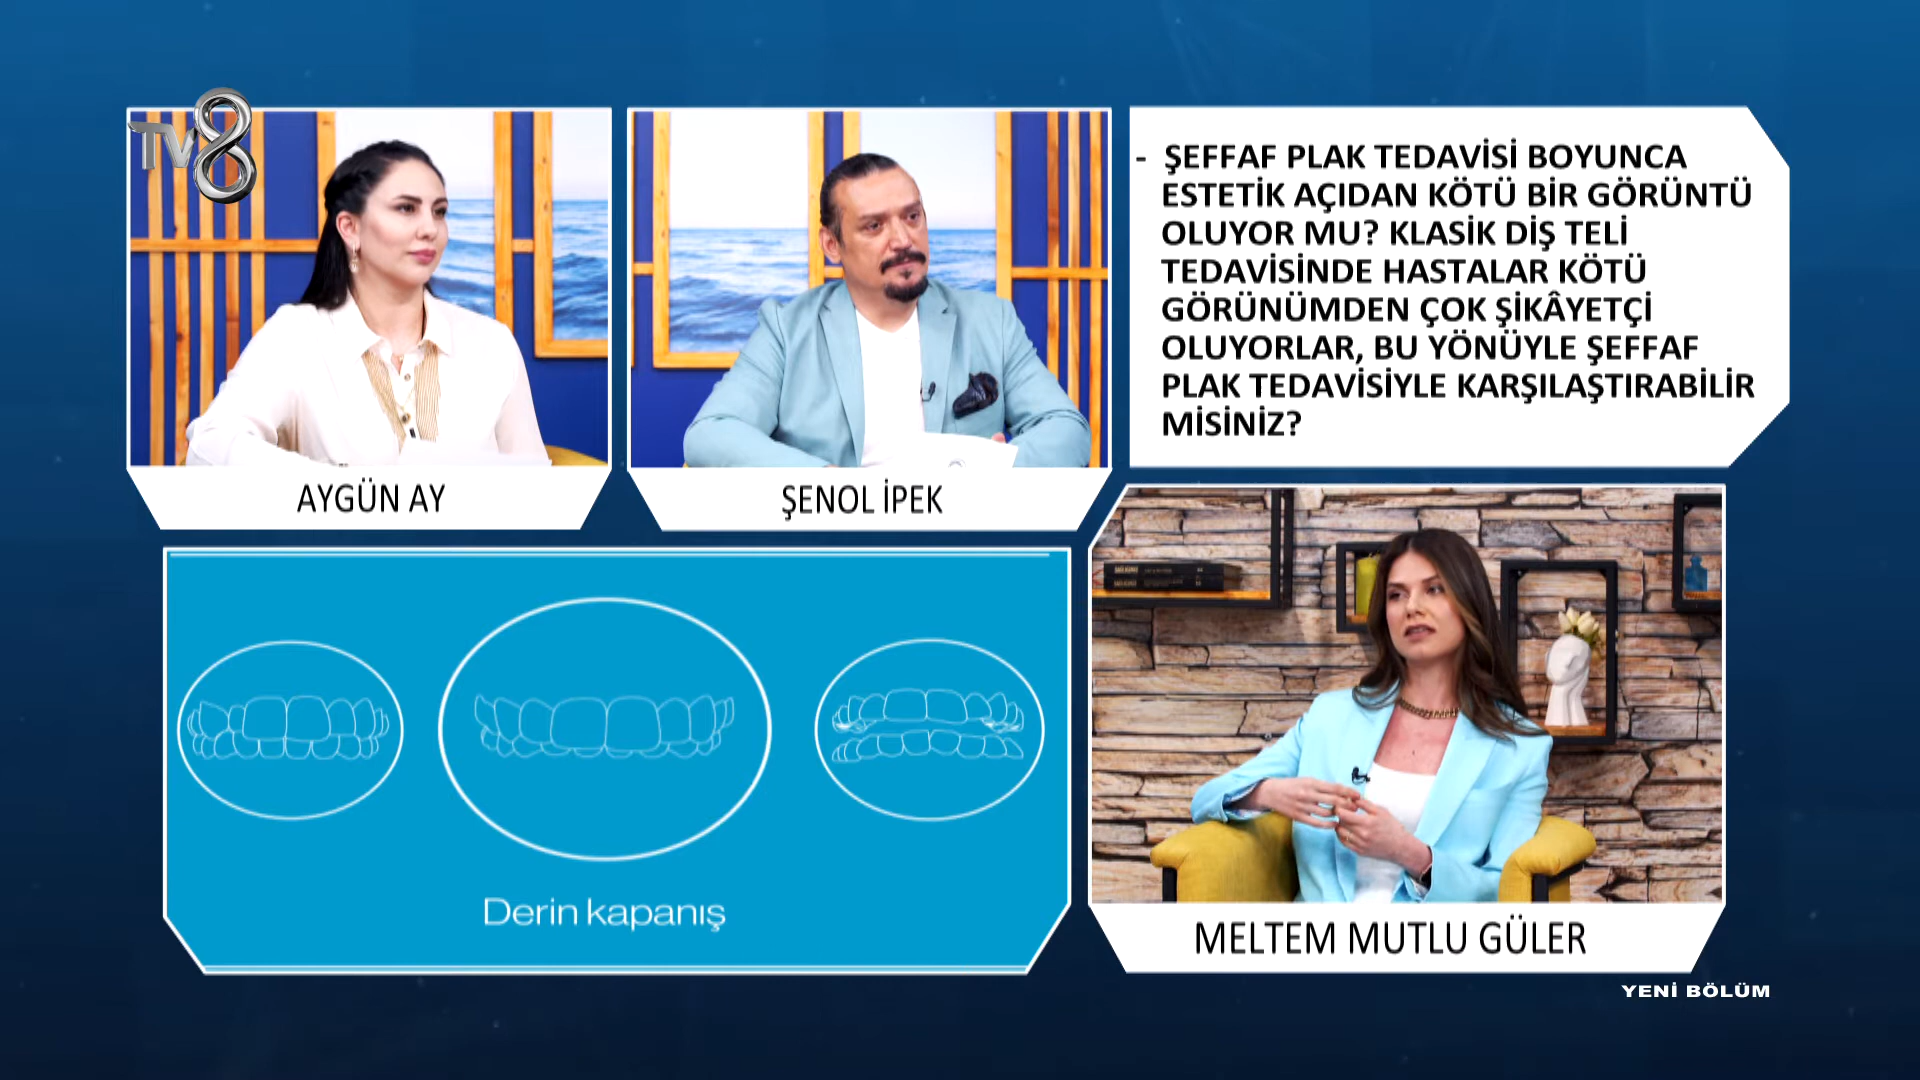 TV8
- ŞEFFAF PLAK TEDAVİSİ BOYUNCA
ESTETİK AÇIDAN KÖTÜ BİR GÖRÜNTÜ
OLUYOR MU? KLASİK DİŞ TELİ
TEDAVİSİNDE HASTALAR KÖTÜ
GÖRÜNÜMDEN ÇOK ŞİKÂYETÇİ
OLUYORLAR, BU YÖNÜYLE ŞEFFAF
PLAK TEDAVİSİYLE KARŞILAŞTIRABİLİR
MİSİNİZ?
AYGÜN AY
ŞENOL İPEK
Derin kapanış
MELTEM MUTLU GÜLER
YENİ BÖLÜM